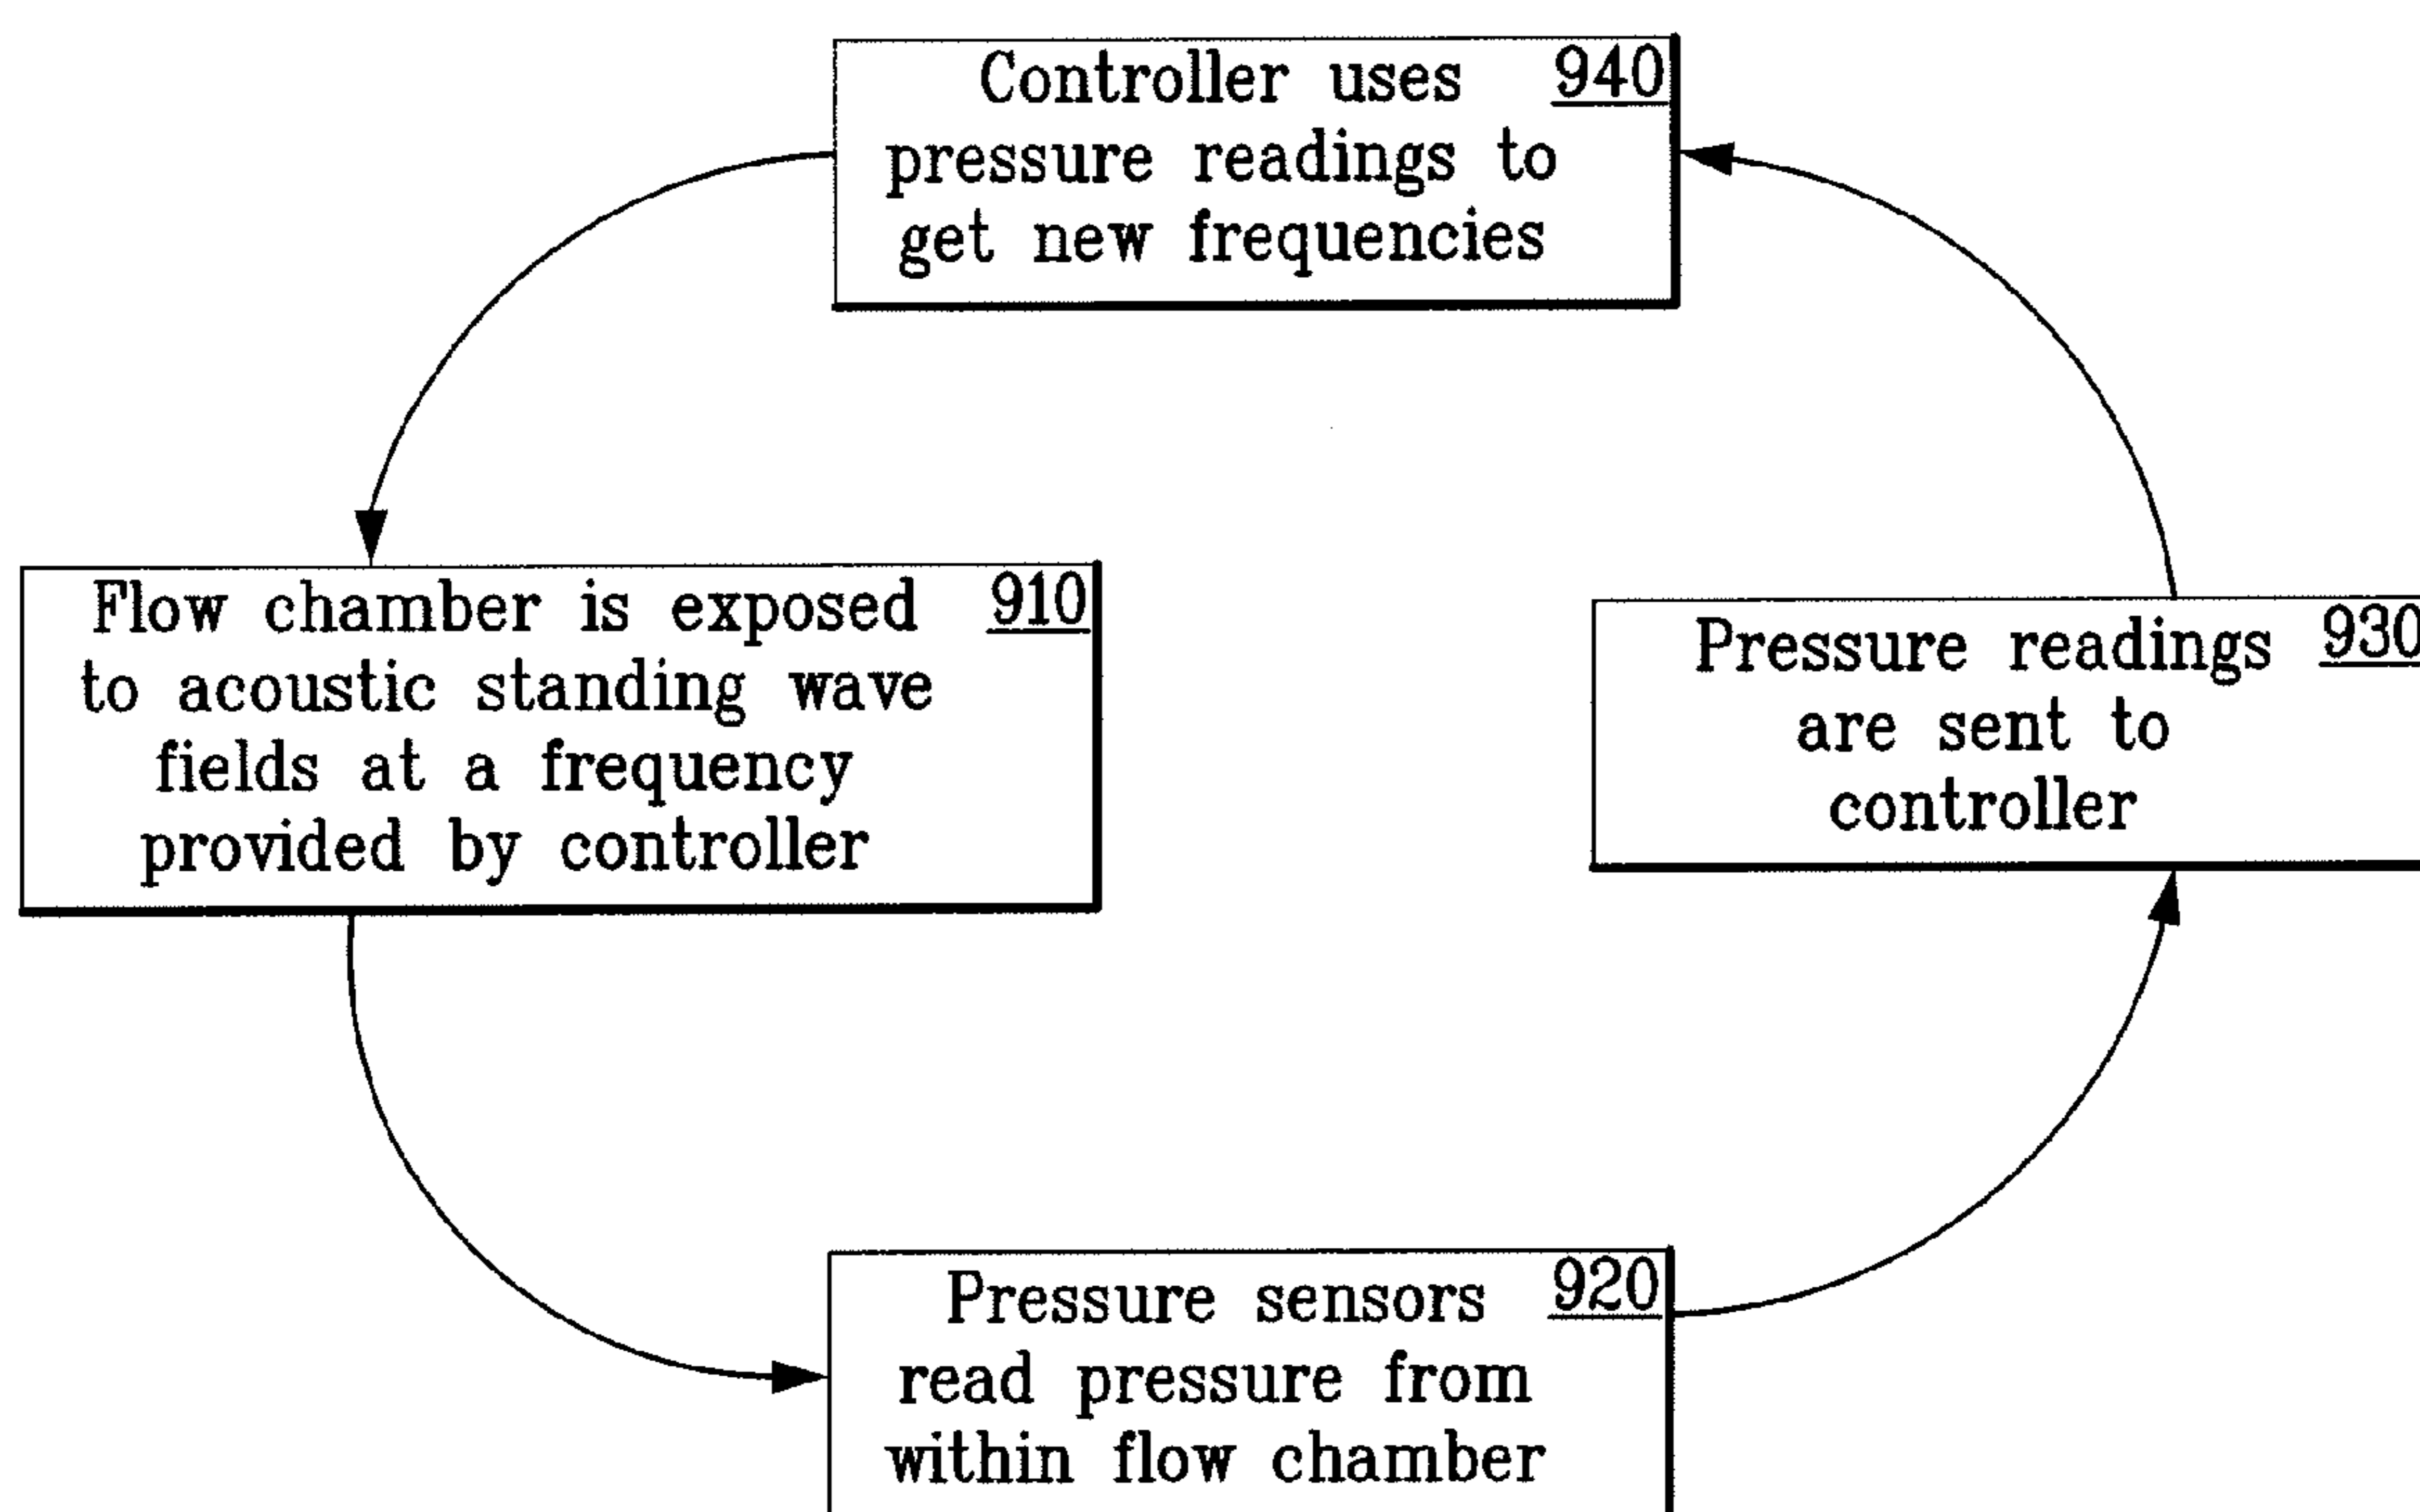 Controller uses 940
pressure readings to
get new frequencies
Flow chamber is exposed 910
to acoustic standing wave
fields at a frequency
provided by controller
Pressure readings 930
are sent to
controller
Pressure sensors 920
read pressure from
within flow chamber